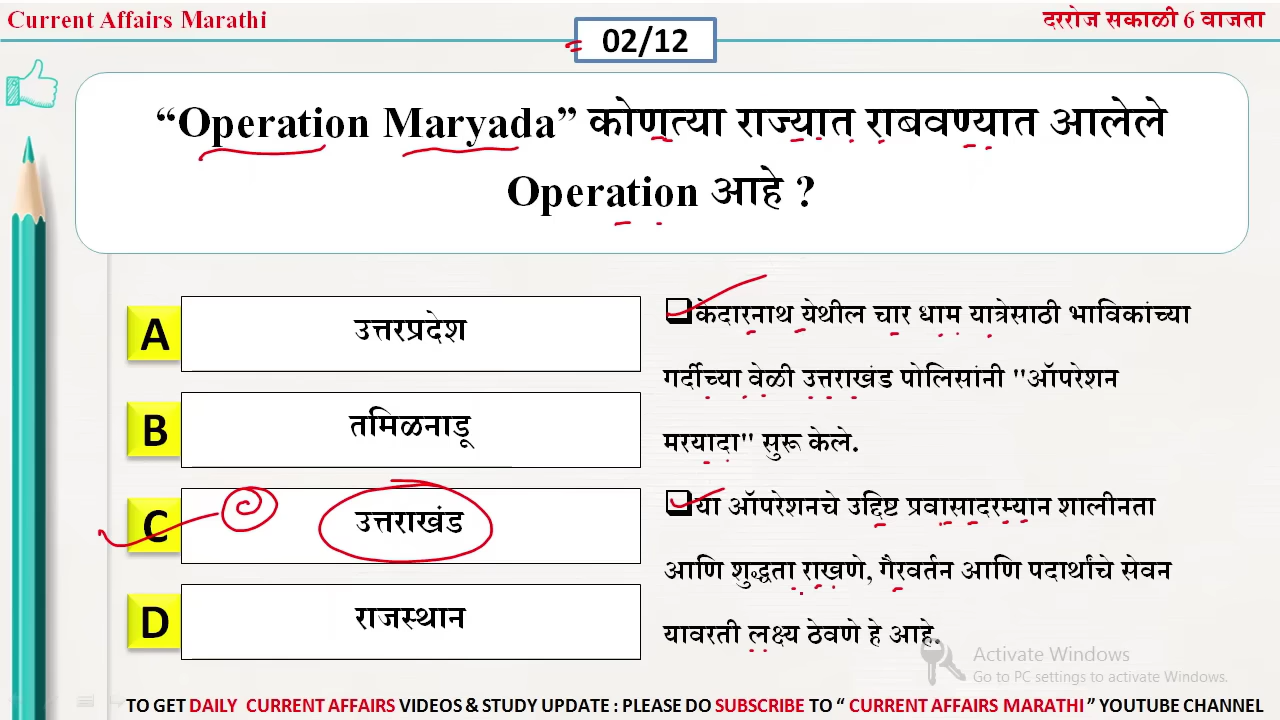 Current Affairs Marathi
दररोज सकाळी 6 वाजता
02/12
“Operation Maryada” कोणत्या राज्यात राबवण्यात आलेले
Operation आहे ?
A
उत्तरप्रदेश
B
तमिळनाडू
C
उत्तराखंड
D
राजस्थान
केदारनाथ येथील चार धाम यात्रेसाठी भाविकांच्या
गर्दीच्या वेळी उत्तराखंड पोलिसांनी "ऑपरेशन
मरयादा" सुरू केले.
या ऑपरेशनचे उद्दिष्ट प्रवासादरम्यान शालीनता
आणि शुद्धता राखणे, गैरवर्तन आणि पदार्थांचे सेवन
यावरती लक्ष्य ठेवणे हे आहे.
Activate Windows
Go to PC settings to activate Windows.
TO GET DAILY CURRENT AFFAIRS VIDEOS & STUDY UPDATE : PLEASE DO SUBSCRIBE TO “ CURRENT AFFAIRS MARATHI ” YOUTUBE CHANNEL